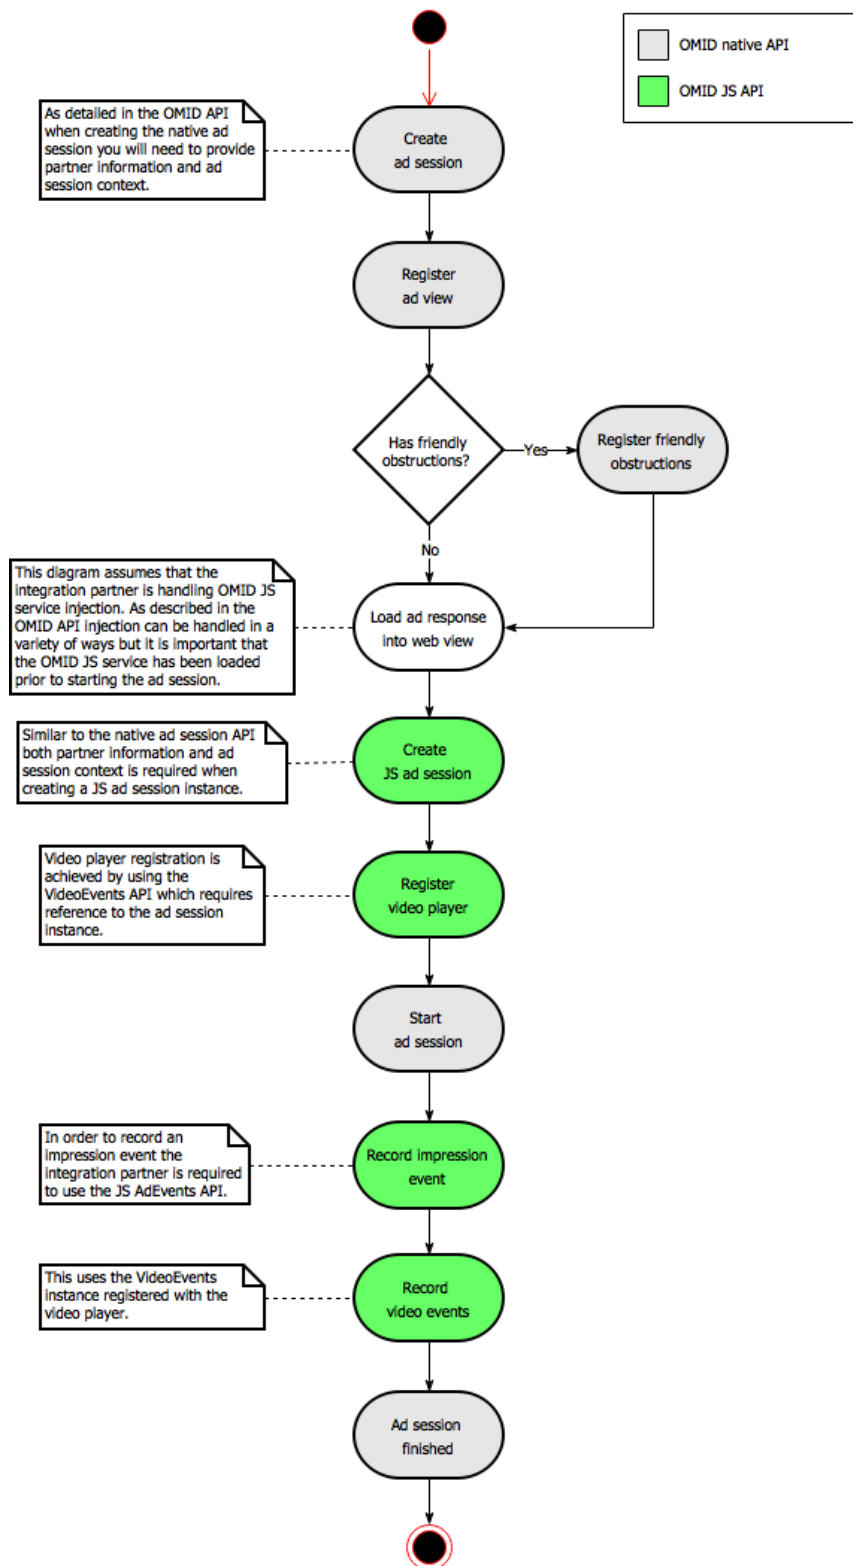 OMID native API
OMID JS API
As detailed in the OMID API
when creating the native ad
session you will need to provide
partner information and ad
session context.
Create
ad session
Register
ad view
Has friendly
obstructions?
Yes
Register friendly
obstructions
No
This diagram assumes that the
integration partner is handling OMID JS
service injection. As described in the
OMID API injection can be handled in a
variety of ways but it is important that
the OMID JS service has been loaded
prior to starting the ad session.
Load ad response
into web view
Similar to the native ad session API
both partner information and ad
session context is required when
creating a JS ad session instance.
Create
JS ad session
Video player registration is
achieved by using the
VideoEvents API which requires
reference to the ad session
instance.
Register
video player
Start
ad session
In order to record an
impression event the
integration partner is required
to use the JS AdEvents API.
Record impression
event
This uses the VideoEvents
instance registered with the
video player.
Record
video events
Ad session
finished